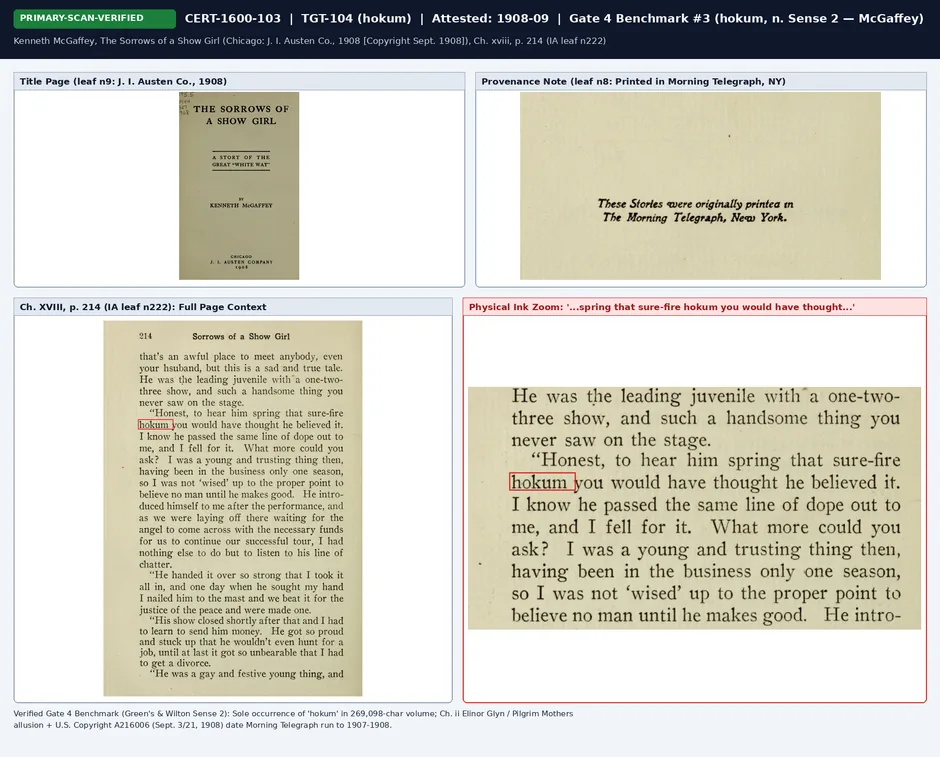 PRIMARY-SCAN-VERIFIED
CERT-1600-103 | TGT-104 (hokum) | Attested: 1908-09 | Gate 4 Benchmark #3 (hokum, n. Sense 2 — McGaffey)
Kenneth McGaffey, The Sorrows of a Show Girl (Chicago: J. I. Austen Co., 1908 [Copyright Sept. 1908]), Ch. xviii, p. 214 (IA leaf n222)
Title Page (leaf n9: J. I. Austen Co., 1908)
THE SORROWS OF
A SHOW GIRL
A STORY OF THE
GREAT "WHITE WAY"
BY
KENNETH McGAFFEY
CHICAGO
J. I. AUSTEN COMPANY
1908
Provenance Note (leaf n8: Printed in Morning Telegraph, NY)
These Stories were originally printed in
The Morning Telegraph, New York.
Ch. XVIII, p. 214 (IA leaf n222): Full Page Context
214 Sorrows of a Show Girl
that's an awful place to meet anybody, even
your hsuband, but this is a sad and true tale.
He was the leading juvenile with a one-two-
three show, and such a handsome thing you
never saw on the stage.
"Honest, to hear him spring that sure-fire
hokum you would have thought he believed it.
I know he passed the same line of dope out to
me, and I fell for it. What more could you
ask? I was a young and trusting thing then,
having been in the business only one season,
so I was not 'wised' up to the proper point to
believe no man until he makes good. He intro-
duced himself to me after the performance, and
as we were laying off there waiting for the
angel to come across with the necessary funds
for us to continue our successful tour, I had
nothing else to do but to listen to his line of
chatter.
"He handed it over so strong that I took it
all in, and one day when he sought my hand
I nailed him to the mast and we beat it for the
justice of the peace and were made one.
"His show closed shortly after that and I had
to learn to send him money. He got so proud
and stuck up that he wouldn't even hunt for a
job, until at last it got so unbearable that I had
to get a divorce.
"He was a gay and festive young thing, and
Physical Ink Zoom: '...spring that sure-fire hokum you would have thought...'
He was the leading juvenile with a one-two-
three show, and such a handsome thing you
never saw on the stage.
"Honest, to hear him spring that sure-fire
hokum you would have thought he believed it.
I know he passed the same line of dope out to
me, and I fell for it. What more could you
ask? I was a young and trusting thing then,
having been in the business only one season,
so I was not 'wised' up to the proper point to
believe no man until he makes good. He intro-
Verified Gate 4 Benchmark (Green's & Wilton Sense 2): Sole occurrence of 'hokum' in 269,098-char volume; Ch. ii Elinor Glyn / Pilgrim Mothers
allusion + U.S. Copyright A216006 (Sept. 3/21, 1908) date Morning Telegraph run to 1907-1908.